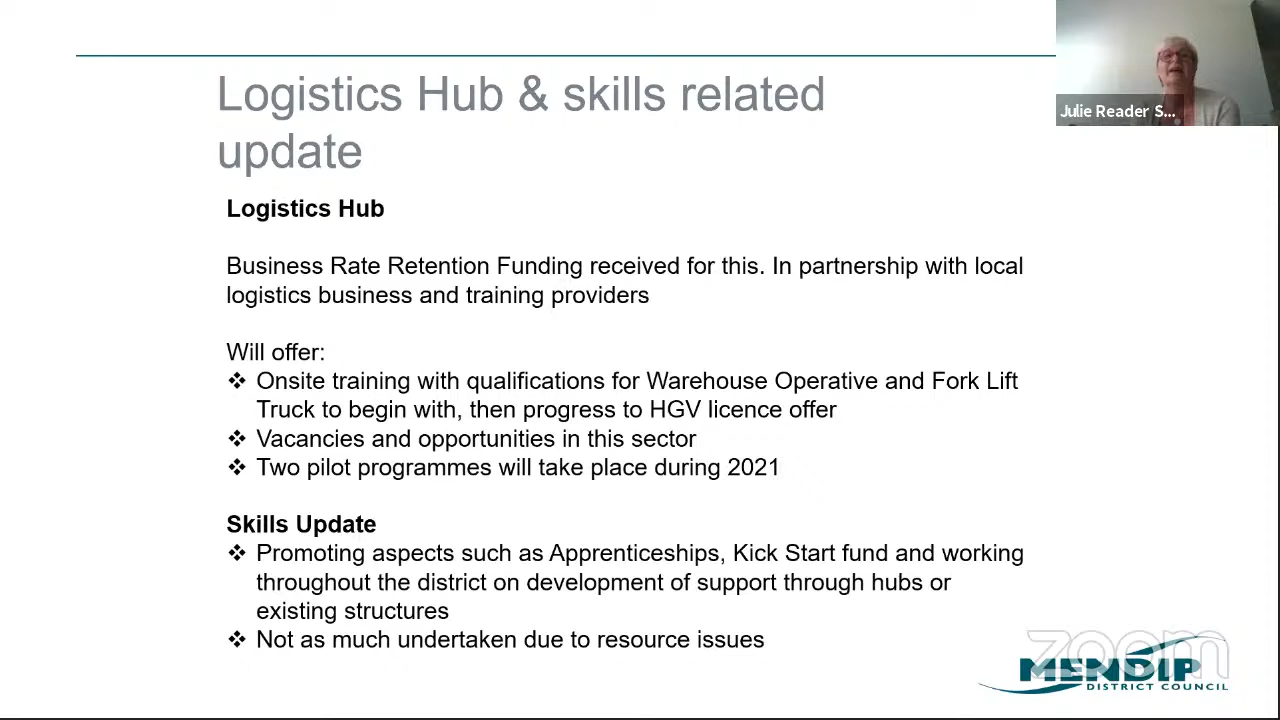 Logistics Hub & skills related
update
Julie Reader S...
Logistics Hub
Business Rate Retention Funding received for this. In partnership with local
logistics business and training providers
Will offer:
❖ Onsite training with qualifications for Warehouse Operative and Fork Lift
Truck to begin with, then progress to HGV licence offer
❖ Vacancies and opportunities in this sector
❖ Two pilot programmes will take place during 2021
Skills Update
❖ Promoting aspects such as Apprenticeships, Kick Start fund and working
throughout the district on development of support through hubs or
existing structures
❖ Not as much undertaken due to resource issues
zoom
MENDIP
DISTRICT COUNCIL